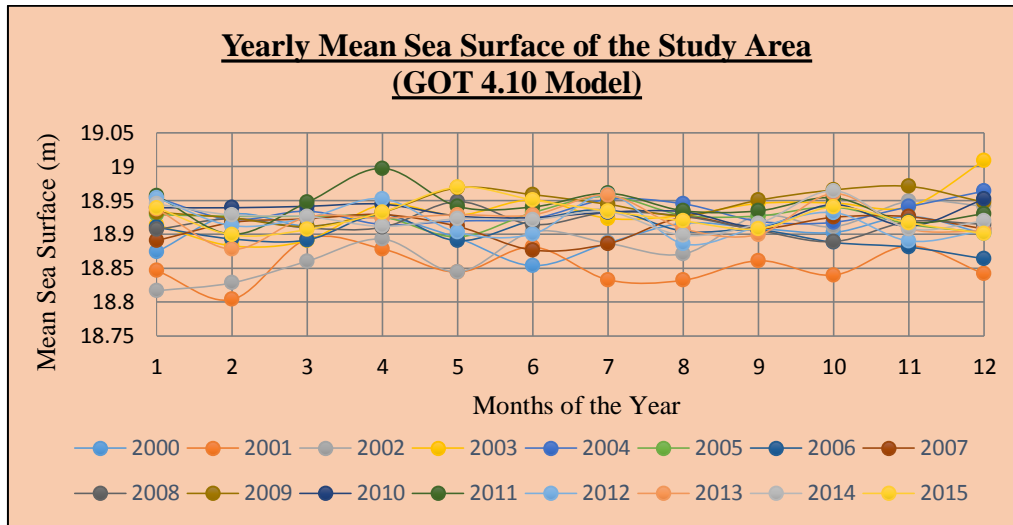 Yearly Mean Sea Surface of the Study Area
(GOT 4.10 Model)
Mean Sea Surface (m)
19.05
19
18.95
18.9
18.85
18.8
18.75
1 2 3 4 5 6 7 8 9 10 11 12
Months of the Year
2000 2001 2002 2003 2004 2005 2006 2007
2008 2009 2010 2011 2012 2013 2014 2015